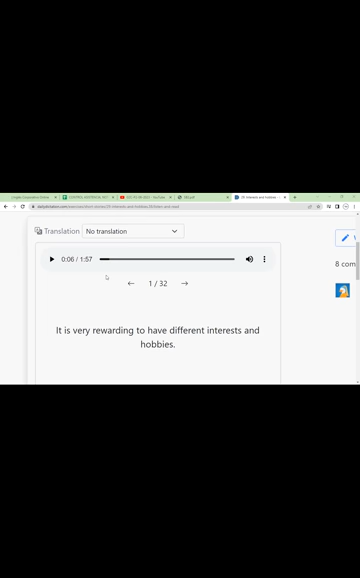 Translation No translation
0:06 / 1:57
1 / 32
8 com
It is very rewarding to have different interests and
hobbies.